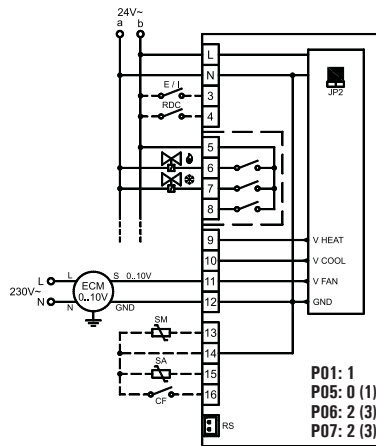 24V~
a b
L
N
JP2
E / I
3
RDC
4
5
6
7
8
9 V HEAT
10 V COOL
L L S 0..10V 11 V FAN
230V~ ECM
0..10V
N N GND 12 GND
SM 13
14
SA 15
CF 16
RS
P01: 1
P05: 0 (1)
P06: 2 (3)
P07: 2 (3)